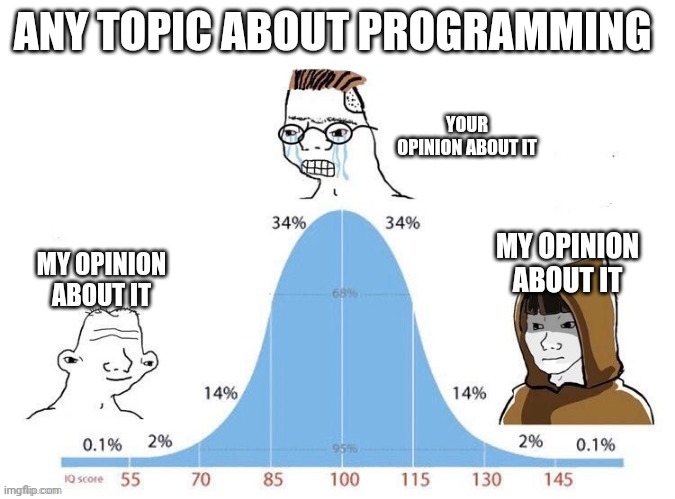 ANY TOPIC ABOUT PROGRAMMING
YOUR
OPINION ABOUT IT
MY OPINION
ABOUT IT
MY OPINION
ABOUT IT
34% 34%
68%
14% 14%
0.1% 2% 95% 2% 0.1%
IQ score 55 70 85 100 115 130 145
imgflip.com